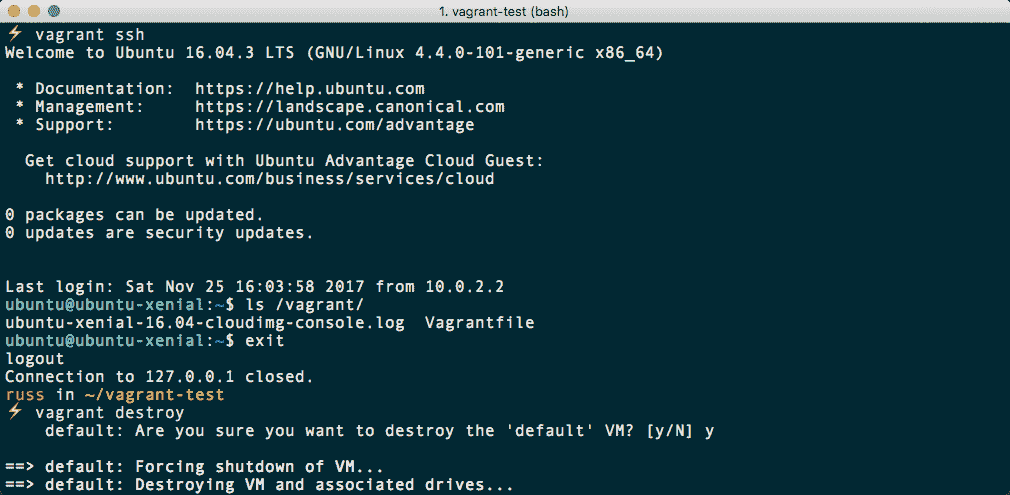 1. vagrant-test (bash)
⚡ vagrant ssh
Welcome to Ubuntu 16.04.3 LTS (GNU/Linux 4.4.0-101-generic x86_64)
* Documentation:  https://help.ubuntu.com
* Management:     https://landscape.canonical.com
* Support:        https://ubuntu.com/advantage
Get cloud support with Ubuntu Advantage Cloud Guest:
http://www.ubuntu.com/business/services/cloud
0 packages can be updated.
0 updates are security updates.
Last login: Sat Nov 25 16:03:58 2017 from 10.0.2.2
ubuntu@ubuntu-xenial:~$ ls /vagrant/
ubuntu-xenial-16.04-cloudimg-console.log  Vagrantfile
ubuntu@ubuntu-xenial:~$ exit
logout
Connection to 127.0.0.1 closed.
russ in ~/vagrant-test
⚡ vagrant destroy
default: Are you sure you want to destroy the 'default' VM? [y/N] y
==> default: Forcing shutdown of VM...
==> default: Destroying VM and associated drives...